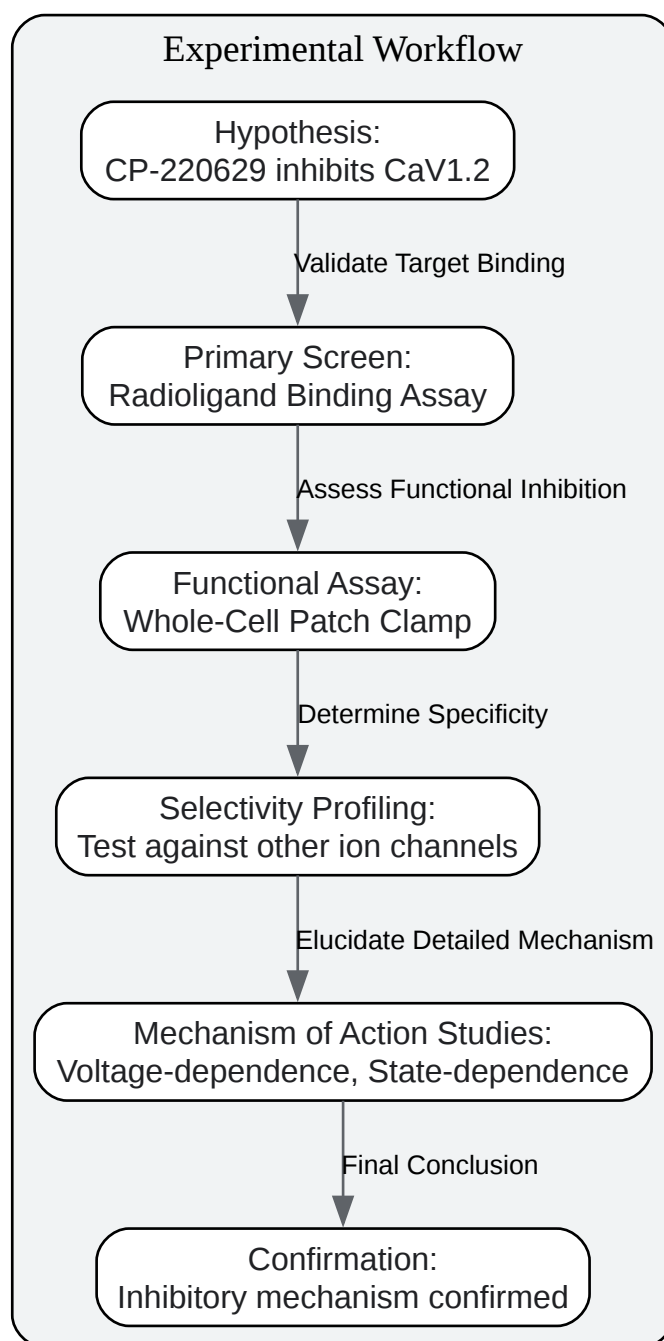 Experimental Workflow
Hypothesis:
CP-220629 inhibits CaV1.2
Validate Target Binding
Primary Screen:
Radioligand Binding Assay
Assess Functional Inhibition
Functional Assay:
Whole-Cell Patch Clamp
Determine Specificity
Selectivity Profiling:
Test against other ion channels
Elucidate Detailed Mechanism
Mechanism of Action Studies:
Voltage-dependence, State-dependence
Final Conclusion
Confirmation:
Inhibitory mechanism confirmed